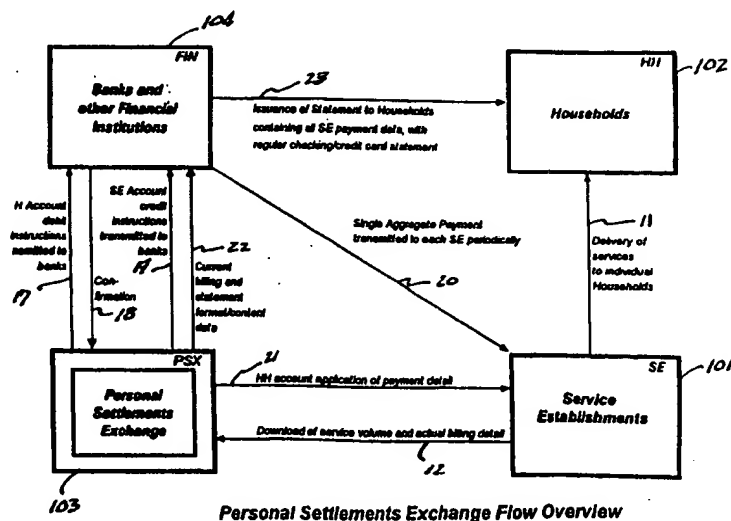 104
FIN
Banks and
other Financial
Institutions
23
Issuance of Statement to Households
containing all SE payment data, with
regular checking/credit card statement
HH
102
Households
H Account
debit
instructions
to
banks
17
Con-
firmation
18
SE Account
credit
instructions
transmitted to
banks
19
22
Current
billing and
statement
format/content
data
Single Aggregate Payment
transmitted to each SE periodically
20
11
Delivery of
services
to individual
Households
PSX
Personal
Settlements
Exchange
103
21
HH account application of payment detail
Download of service volume and actual billing detail
12
SE
101
Service
Establishments
Personal Settlements Exchange Flow Overview